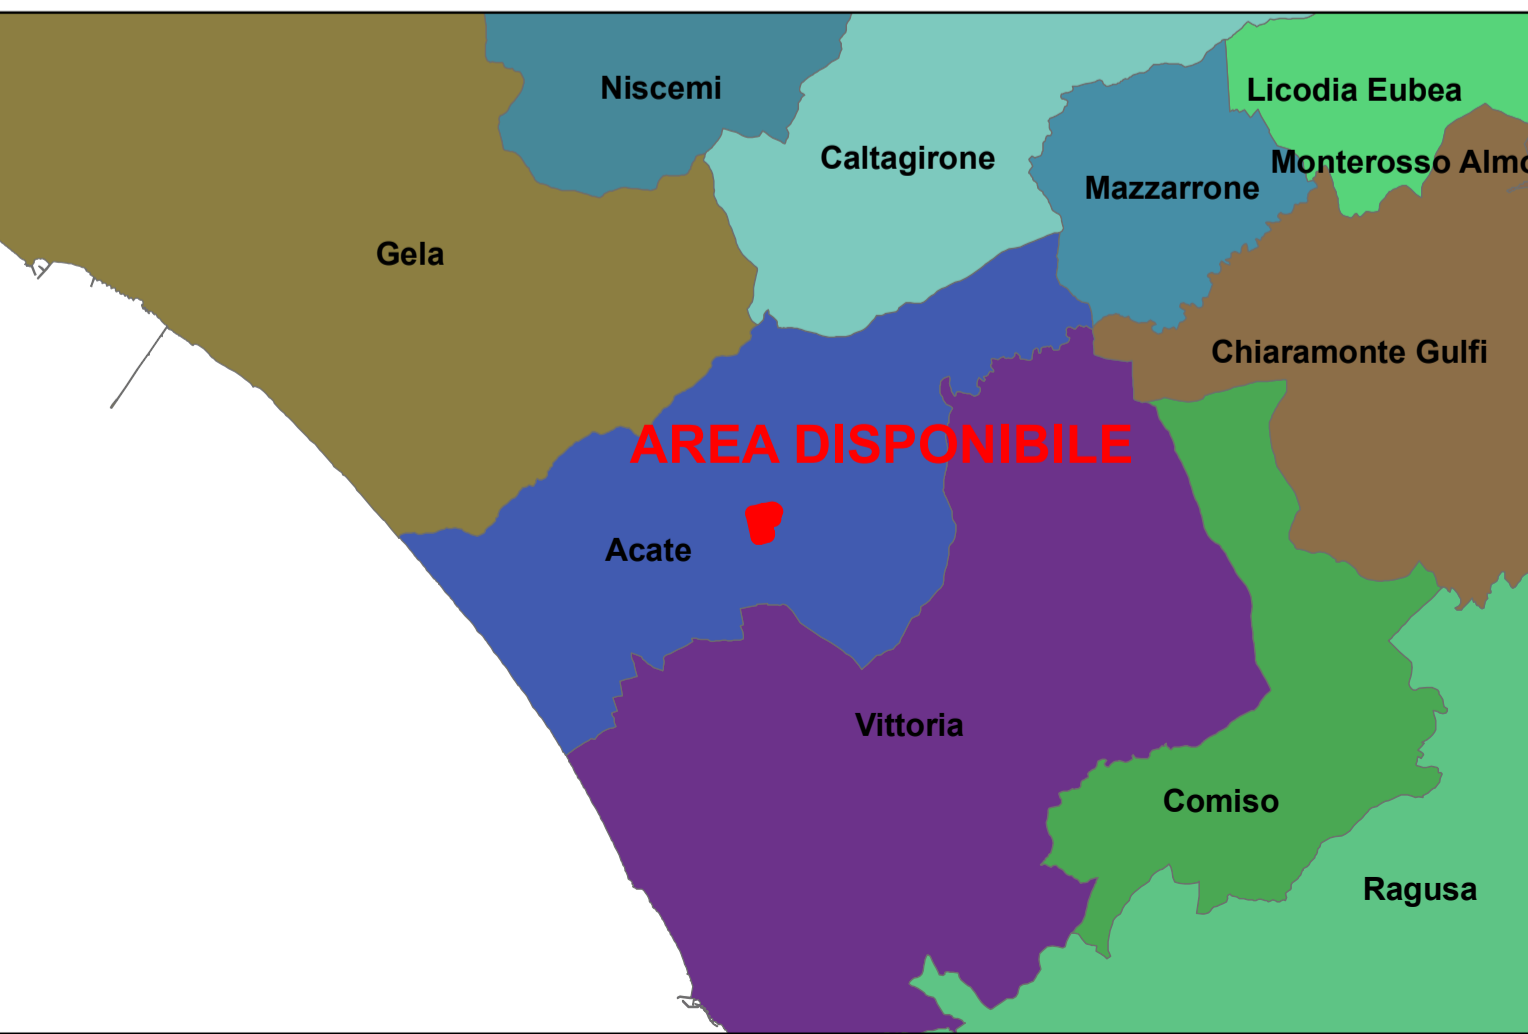 Niscemi
Licodia Eubea
Caltagirone
Monterosso Almo
Mazzarrone
Gela
Chiaramonte Gulfi
AREA DISPONIBILE
Acate
Vittoria
Comiso
Ragusa